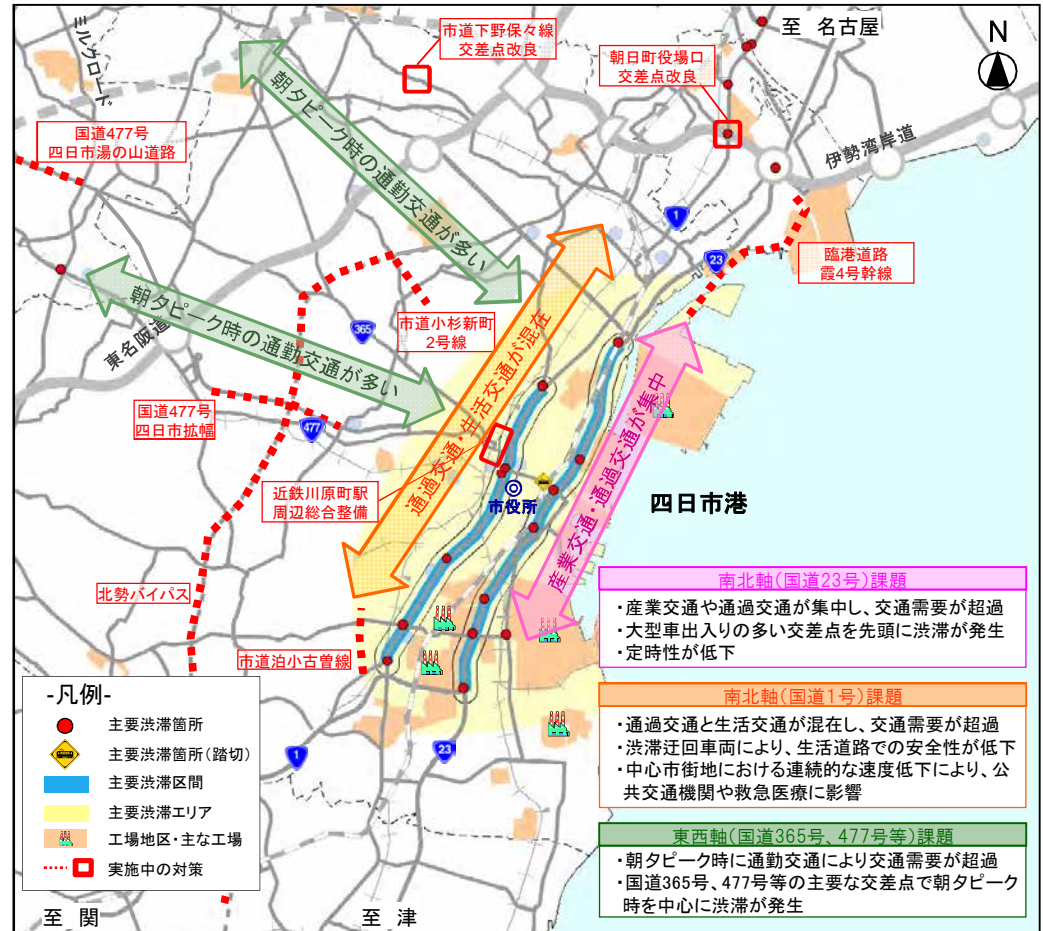 ミルクロード
市道下野保々線
交差点改良
至 名古屋
N
朝日町役場口
交差点改良
朝夕ピーク時の通勤交通が多い
国道477号
四日市湯の山道路
伊勢湾岸道
1
23
臨港道路
霞4号幹線
朝夕ピーク時の通勤交通が多い
東名阪道
365
市道小杉新町
2号線
通過交通・生活交通が混在
産業交通・通過交通が集中
国道477号
四日市拡幅
477
近鉄川原町駅
周辺総合整備
市役所
四日市港
北勢バイパス
市道泊小古曽線
南北軸(国道23号)課題
・産業交通や通過交通が集中し、交通需要が超過
・大型車出入りの多い交差点を先頭に渋滞が発生
・定時性が低下
南北軸(国道1号)課題
・通過交通と生活交通が混在し、交通需要が超過
・渋滞迂回車両により、生活道路での安全性が低下
・中心市街地における連続的な速度低下により、公
共交通機関や救急医療に影響
東西軸(国道365号、477号等)課題
・朝夕ピーク時に通勤交通により交通需要が超過
・国道365号、477号等の主要な交差点で朝夕ピーク
時を中心に渋滞が発生
-凡例-
主要渋滞箇所
主要渋滞箇所(踏切)
主要渋滞区間
主要渋滞エリア
工場地区・主な工場
実施中の対策
1
23
至 関
至 津